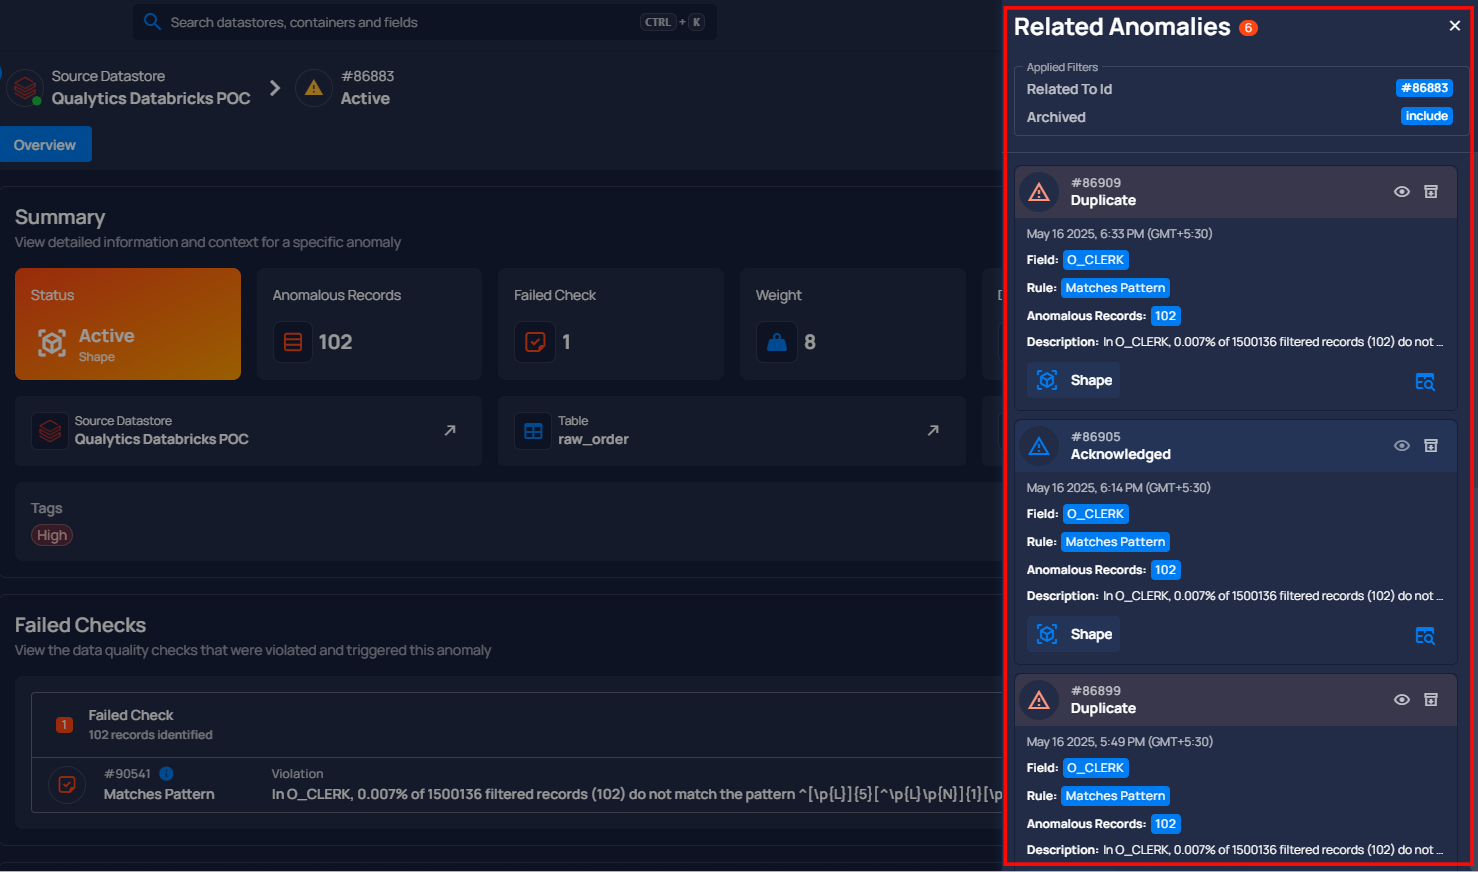 Search datastores, containers and fields
CTRL + K
Source Datastore
Qualytics Databricks POC
#86883
Active
Overview
Summary
View detailed information and context for a specific anomaly
Status
Active
Shape
Anomalous Records
102
Failed Check
1
Weight
8
Source Datastore
Qualytics Databricks POC
Table
raw_order
Tags
High
Failed Checks
View the data quality checks that were violated and triggered this anomaly
1
Failed Check
102 records identified
#90541
Matches Pattern
Violation
In O_CLERK, 0.007% of 1500136 filtered records (102) do not match the pattern ^[\p{L}]{5}[^\p{L}\p{N}]{1}[\p
Related Anomalies 6
Applied Filters
Related To Id #86883
Archived include
#86909
Duplicate
May 16 2025, 6:33 PM (GMT+5:30)
Field: O_CLERK
Rule: Matches Pattern
Anomalous Records: 102
Description: In O_CLERK, 0.007% of 1500136 filtered records (102) do not ...
Shape
#86905
Acknowledged
May 16 2025, 6:14 PM (GMT+5:30)
Field: O_CLERK
Rule: Matches Pattern
Anomalous Records: 102
Description: In O_CLERK, 0.007% of 1500136 filtered records (102) do not ...
Shape
#86899
Duplicate
May 16 2025, 5:49 PM (GMT+5:30)
Field: O_CLERK
Rule: Matches Pattern
Anomalous Records: 102
Description: In O_CLERK, 0.007% of 1500136 filtered records (102) do not ...